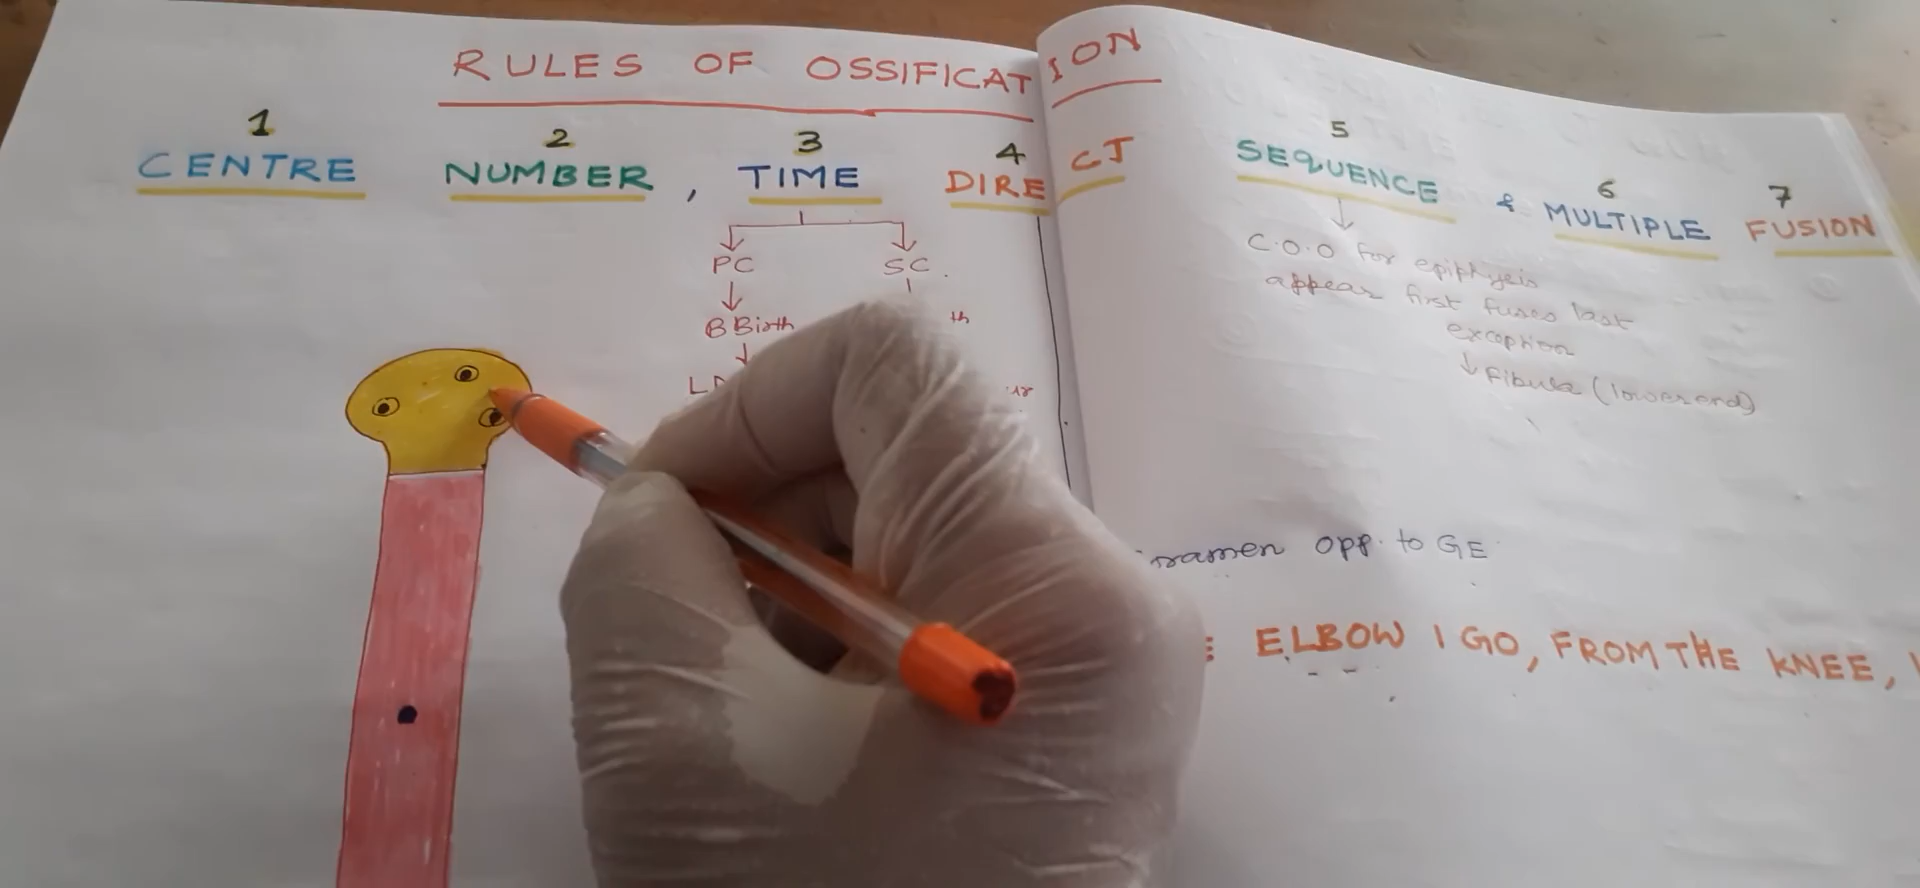 RULES OF OSSIFICATION
1 2 3 4 5 6 7
CENTRE NUMBER, TIME DIRECT SEQUENCE & MULTIPLE FUSION
PC SC.
B Birth th
C.O.O for epiphysis
appear first fuses last
exception
Fibula (lower end)
opp. to GE
ELBOW I GO, FROM THE KNEE,